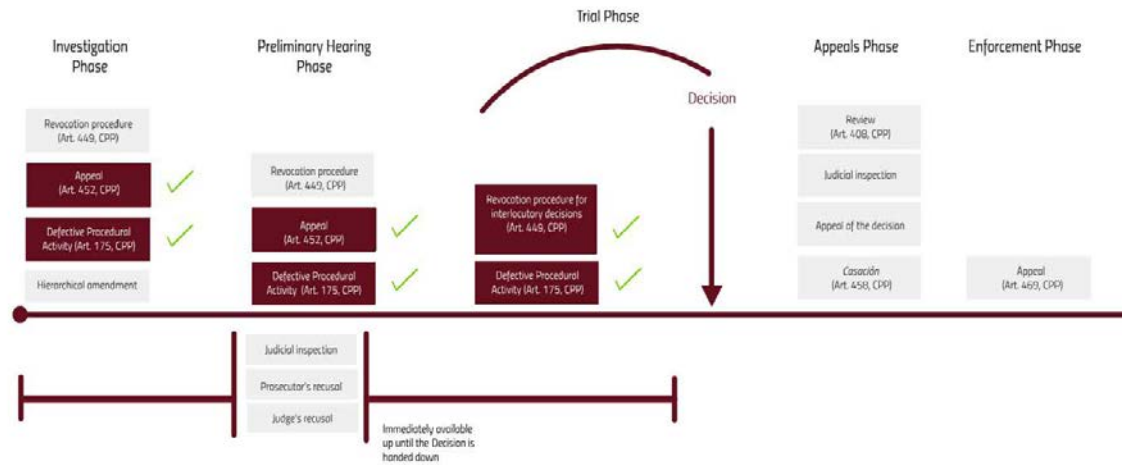 Trial Phase
Investigation
Phase
Preliminary Hearing
Phase
Appeals Phase
Enforcement Phase
Decision
Revocation procedure
(Art. 449, CPP)
Appeal
(Art. 452, CPP)
Defective Procedural
Activity (Art. 175, CPP)
Hierarchical amendment
Revocation procedure
(Art. 449, CPP)
Appeal
(Art. 452, CPP)
Defective Procedural
Activity (Art. 175, CPP)
Revocation procedure for
interlocutory decisions
(Art. 449, CPP)
Defective Procedural
Activity (Art. 175, CPP)
Review
(Art. 408, CPP)
Judicial inspection
Appeal of the decision
Casación
(Art. 458, CPP)
Appeal
(Art. 469, CPP)
Judicial inspection
Prosecutor's recusal
Judge's recusal
Immediately available
up until the Decision is
handed down